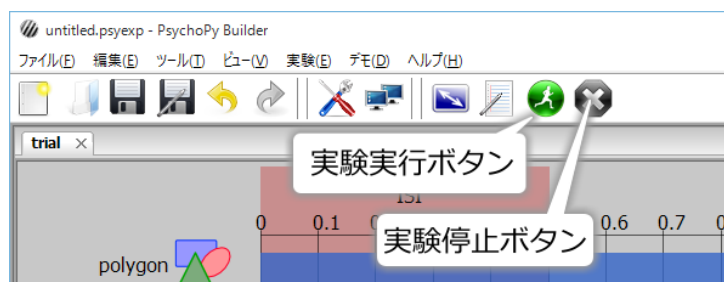 untitled.psyexp - PsychoPy Builder
ファイル(F) 編集(E) ツール(T) ビュー(V) 実験(E) デモ(D) ヘルプ(H)
trial ×
実験実行ボタン
ISI
0 0.1 0.6 0.7
実験停止ボタン
polygon